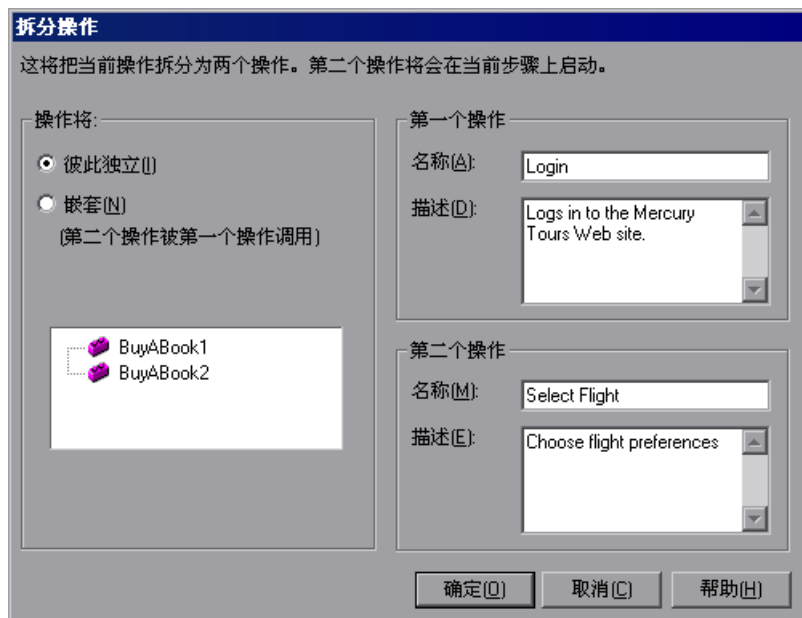 拆分操作
这将把当前操作拆分为两个操作。第二个操作将会在当前步骤上启动。
操作将:
彼此独立(I)
嵌套(N)
(第二个操作被第一个操作调用)
BuyABook1
BuyABook2
第一个操作
名称(A):
Login
描述(D):
Logs in to the Mercury
Tours Web site.
第二个操作
名称(M):
Select Flight
描述(E):
Choose flight preferences
确定(O)
取消(C)
帮助(H)